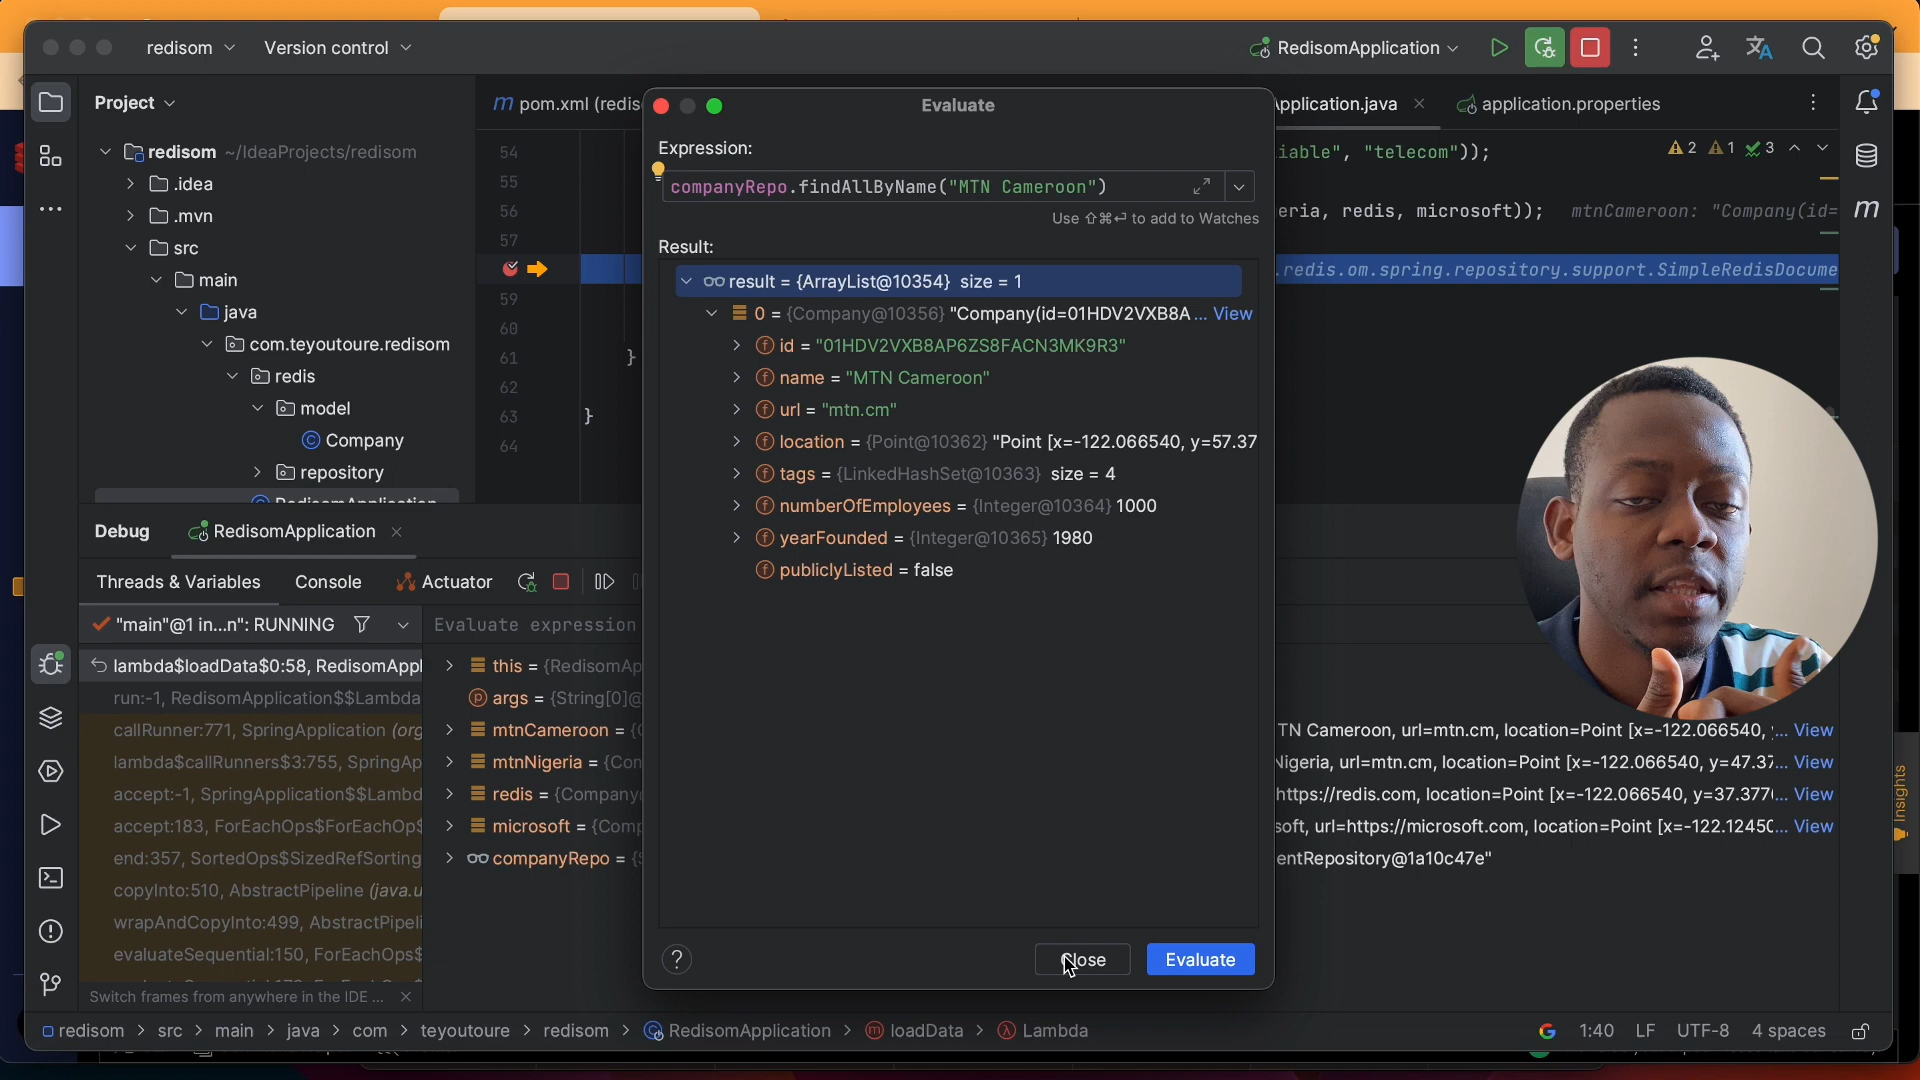 redisom
Version control
RedisomApplication
Project
pom.xml (redis
Evaluate
pplication.java
application.properties
redisom ~/IdeaProjects/redisom
.idea
.mvn
src
main
java
com.teyoutoure.redisom
redis
model
Company
repository
RedisomApplication
54
55
56
57
59
60
61 }
62
63 }
64
iable", "telecom"));
2 1 3
eria, redis, microsoft)); mtnCameroon: "Company(id=
.redis.om.spring.repository.support.SimpleRedisDocume
Expression:
companyRepo.findAllByName("MTN Cameroon")
Use ⇧⌘⏎ to add to Watches
Result:
result = {ArrayList@10354} size = 1
0 = {Company@10356} "Company(id=01HDV2VXB8A ... View
id = "01HDV2VXB8AP6ZS8FACN3MK9R3"
name = "MTN Cameroon"
url = "mtn.cm"
location = {Point@10362} "Point [x=-122.066540, y=57.37
tags = {LinkedHashSet@10363} size = 4
numberOfEmployees = {Integer@10364} 1000
yearFounded = {Integer@10365} 1980
publiclyListed = false
? Close Evaluate
Debug
RedisomApplication
Threads & Variables
Console
Actuator
"main"@1 in...n": RUNNING
Evaluate expression
lambda$loadData$0:58, RedisomAppl
run:-1, RedisomApplication$$Lambda
callRunner:771, SpringApplication (org
lambda$callRunners$3:755, SpringAp
accept:-1, SpringApplication$$Lambd
accept:183, ForEachOps$ForEachOp$
end:357, SortedOps$SizedRefSorting
copyInto:510, AbstractPipeline (java.u
wrapAndCopyInto:499, AbstractPipeli
evaluateSequential:150, ForEachOps$
Switch frames from anywhere in the IDE ...
this = {RedisomAp
args = {String[0]@
mtnCameroon = {C
mtnNigeria = {Con
redis = {Company
microsoft = {Comp
companyRepo = {S
TN Cameroon, url=mtn.cm, location=Point [x=-122.066540, ... View
Nigeria, url=mtn.cm, location=Point [x=-122.066540, y=47.37... View
https://redis.com, location=Point [x=-122.066540, y=37.377... View
soft, url=https://microsoft.com, location=Point [x=-122.12450... View
entRepository@1a10c47e"
Insights
redisom > src > main > java > com > teyoutoure > redisom > RedisomApplication > loadData > Lambda
1:40 LF UTF-8 4 spaces